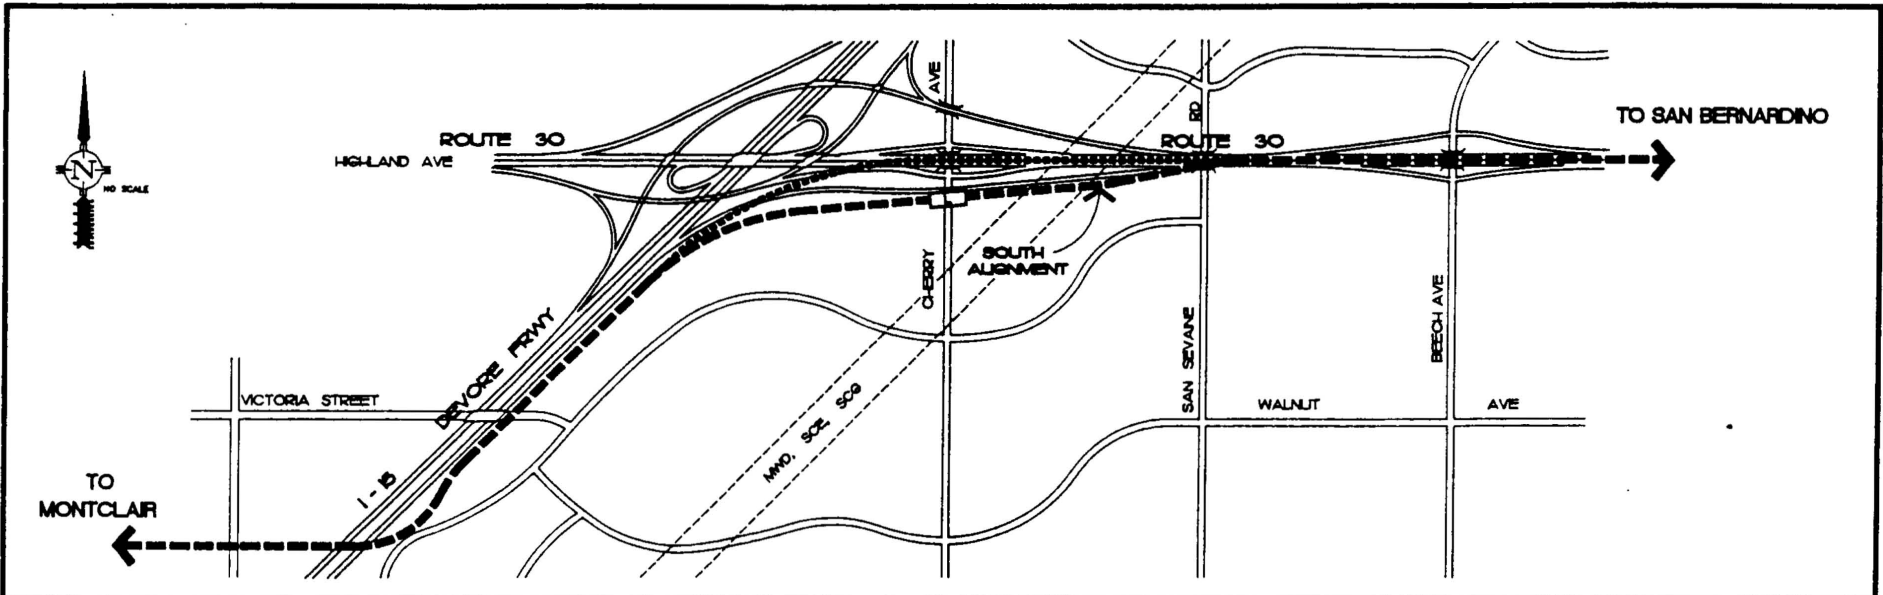 AVE
RD
TO SAN BERNARDINO
ROUTE 30
ROUTE 30
HIGHLAND AVE
N
NO SCALE
SOUTH
ALIGNMENT
CHERRY
DEVORE FRWY
SAN SEVAINE
BEECH AVE
VICTORIA STREET
WALNUT
AVE
MWD, SCE, SCG
I-15
TO
MONTCLAIR